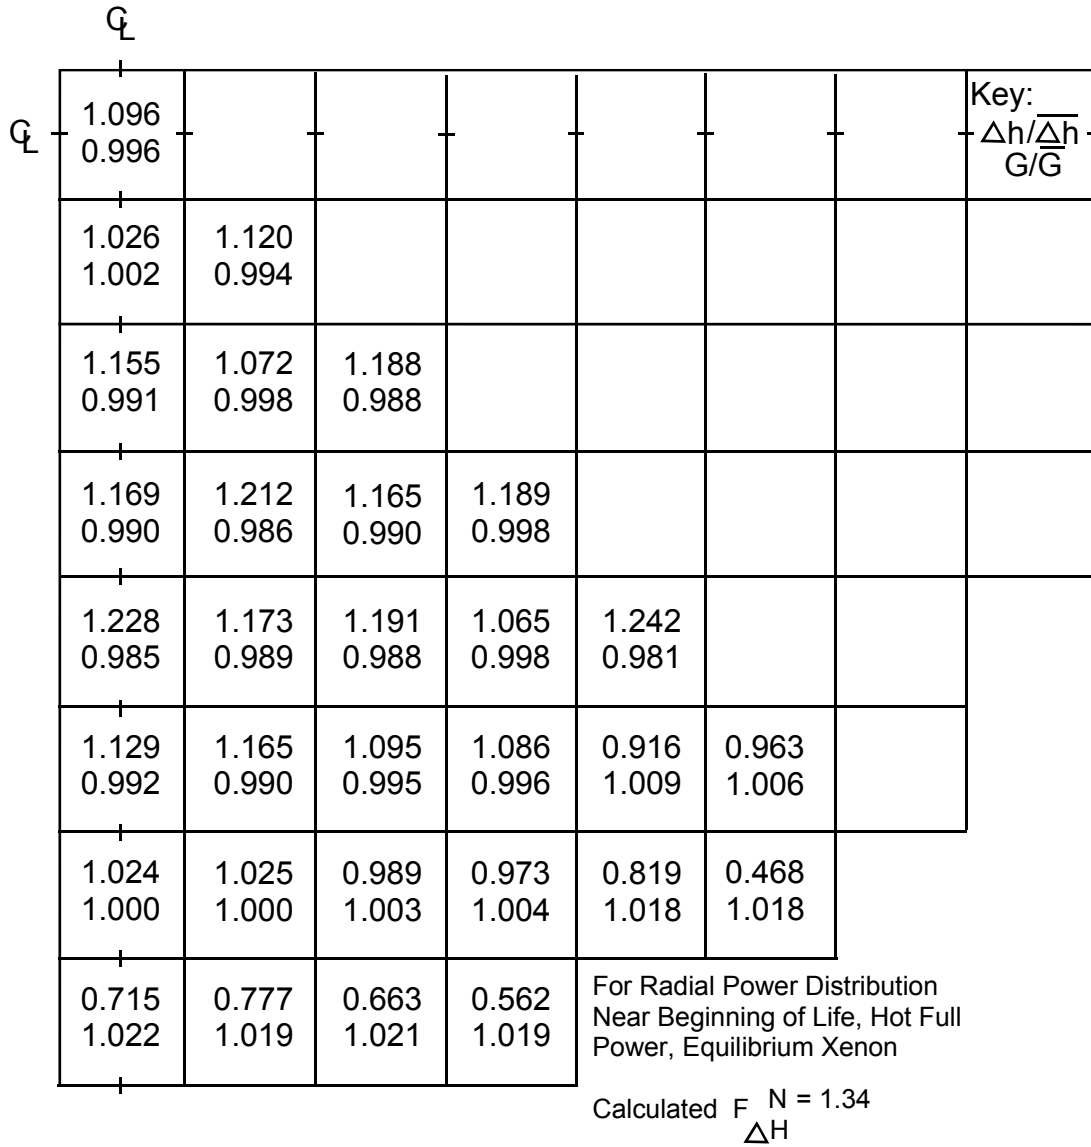 ℄
℄
Key:
△h/△h
G/G
1.096
0.996
1.026 1.120
1.002 0.994
1.155 1.072 1.188
0.991 0.998 0.988
1.169 1.212 1.165 1.189
0.990 0.986 0.990 0.998
1.228 1.173 1.191 1.065 1.242
0.985 0.989 0.988 0.998 0.981
1.129 1.165 1.095 1.086 0.916 0.963
0.992 0.990 0.995 0.996 1.009 1.006
1.024 1.025 0.989 0.973 0.819 0.468
1.000 1.000 1.003 1.004 1.018 1.018
0.715 0.777 0.663 0.562
1.022 1.019 1.021 1.019
For Radial Power Distribution
Near Beginning of Life, Hot Full
Power, Equilibrium Xenon
Calculated F N = 1.34
△H